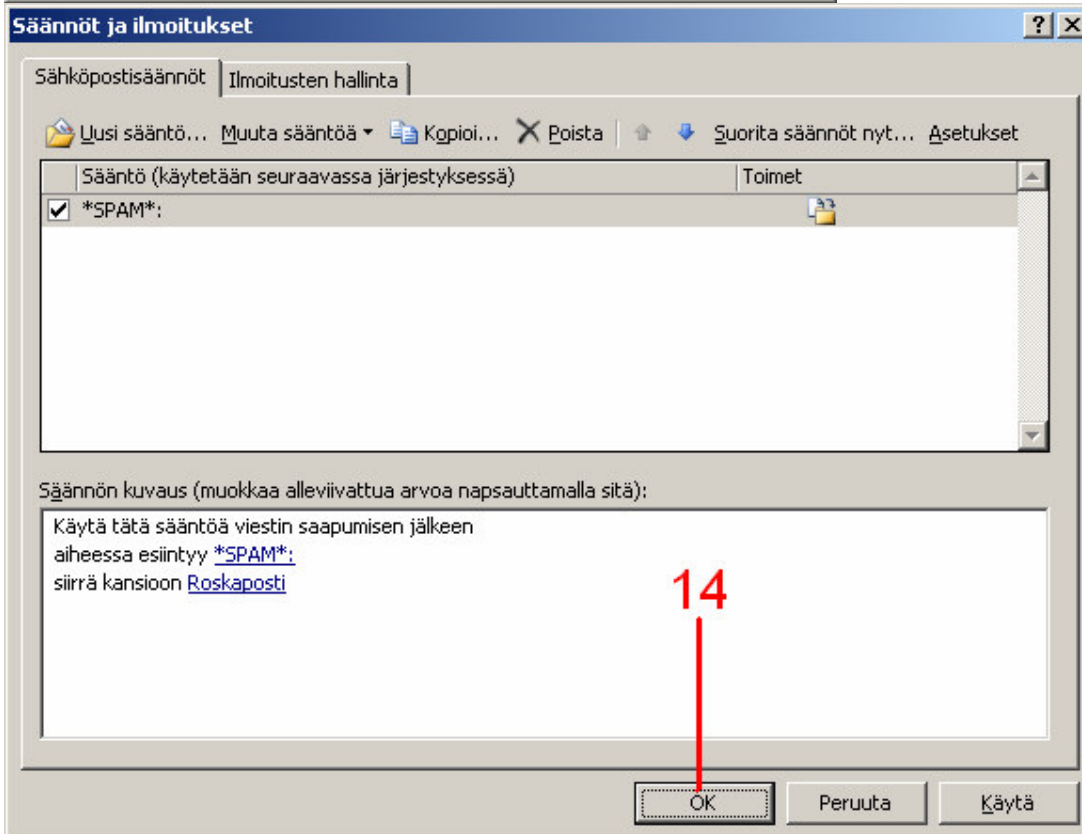 Säännöt ja ilmoitukset
Sähköpostisäännöt Ilmoitusten hallinta
Uusi sääntö... Muuta sääntöä Kopioi... Poista Suorita säännöt nyt... Asetukset
Sääntö (käytetään seuraavassa järjestyksessä) Toimet
*SPAM*:
Säännön kuvaus (muokkaa alleviivattua arvoa napsauttamalla sitä):
Käytä tätä sääntöä viestin saapumisen jälkeen
aiheessa esiintyy *SPAM*:
siirrä kansioon Roskaposti
14
OK Peruuta Käytä